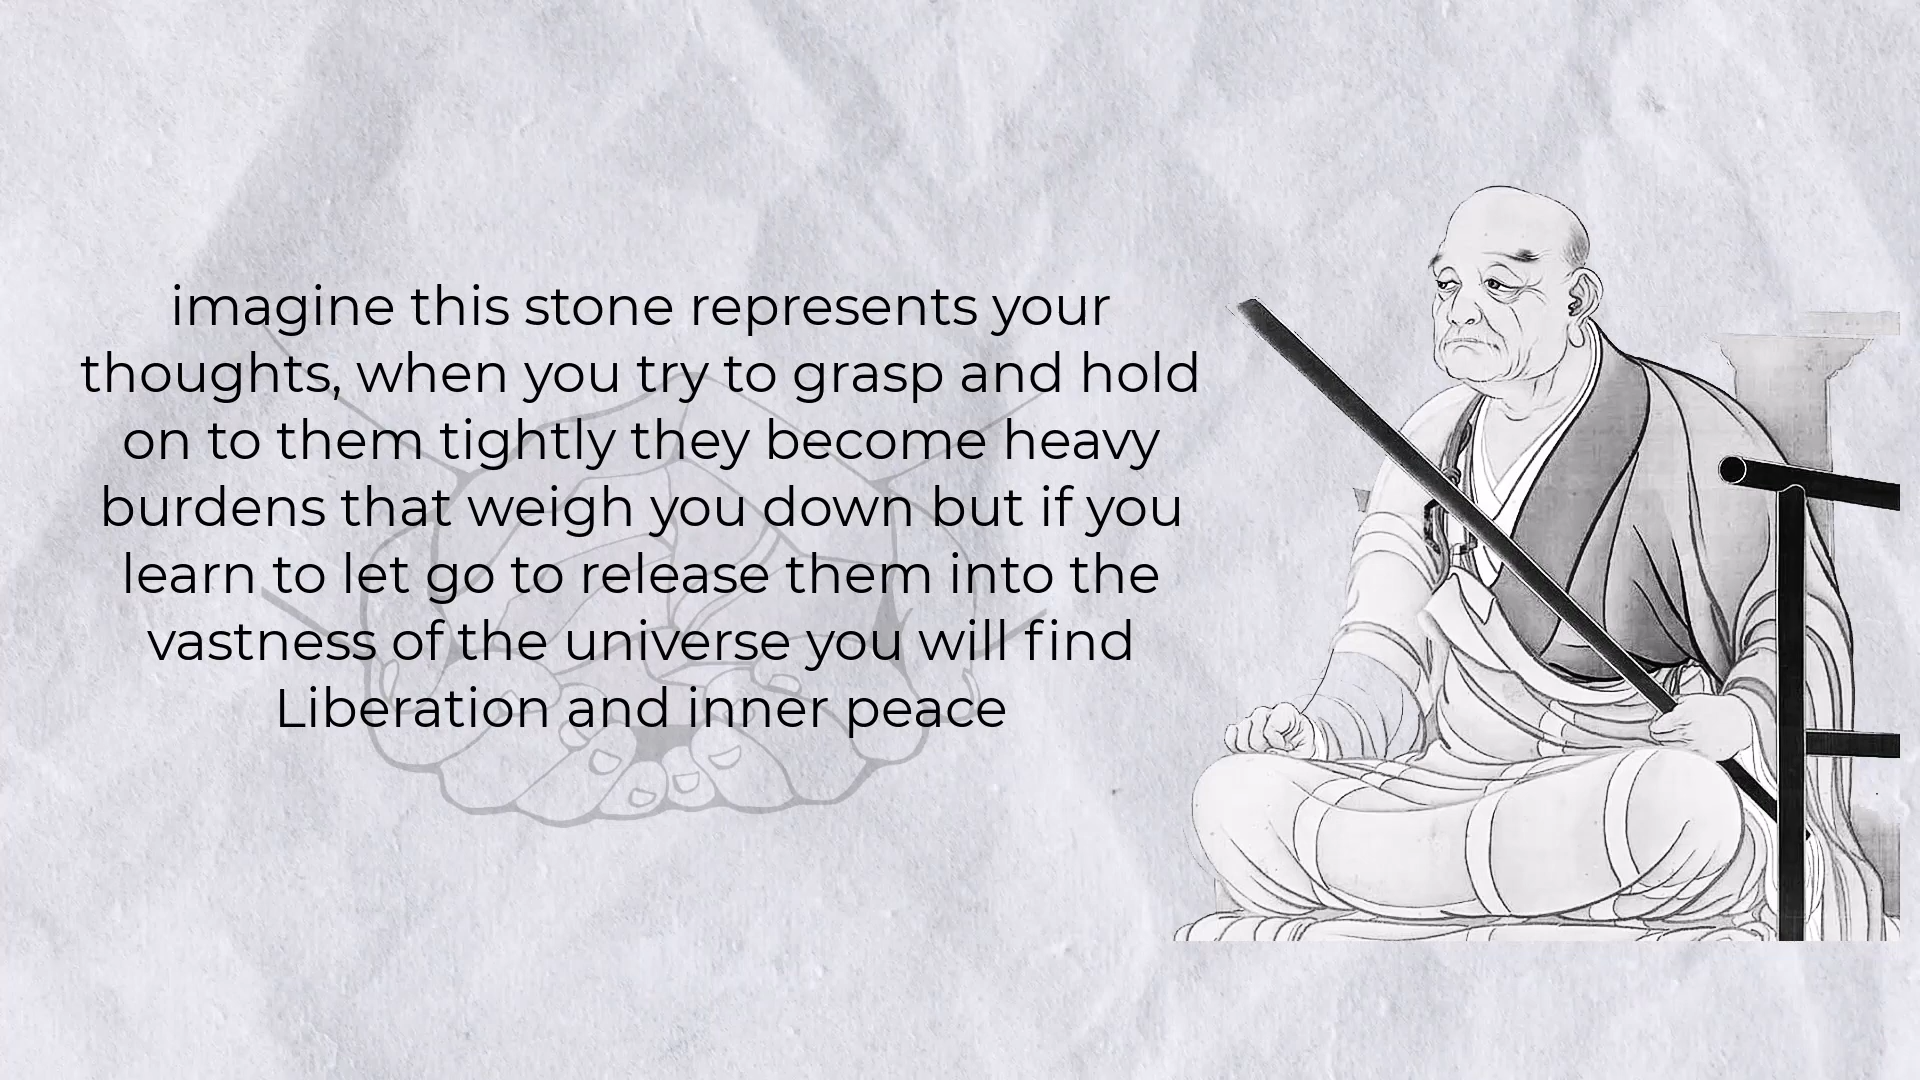 imagine this stone represents your
thoughts, when you try to grasp and hold
on to them tightly they become heavy
burdens that weigh you down but if you
learn to let go to release them into the
vastness of the universe you will find
Liberation and inner peace